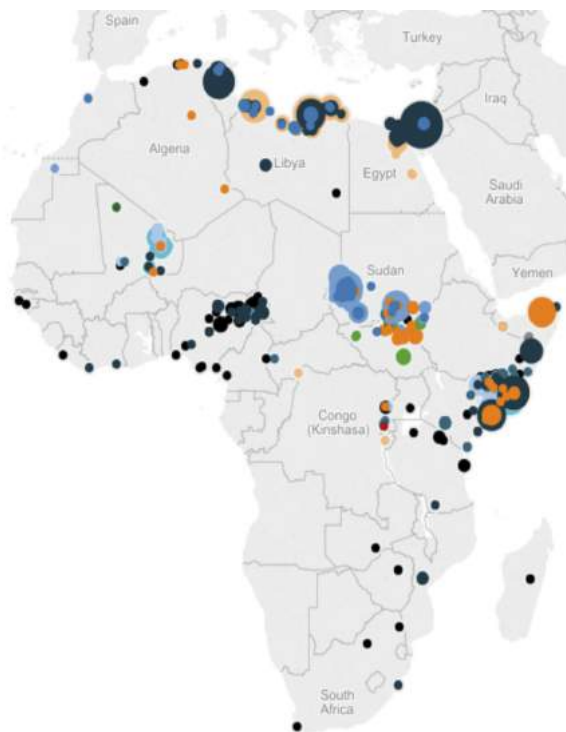 Spain
Turkey
Iraq
Algeria
Libya
Egypt
Saudi
Arabia
Sudan
Yemen
Congo
(Kinshasa)
South
Africa